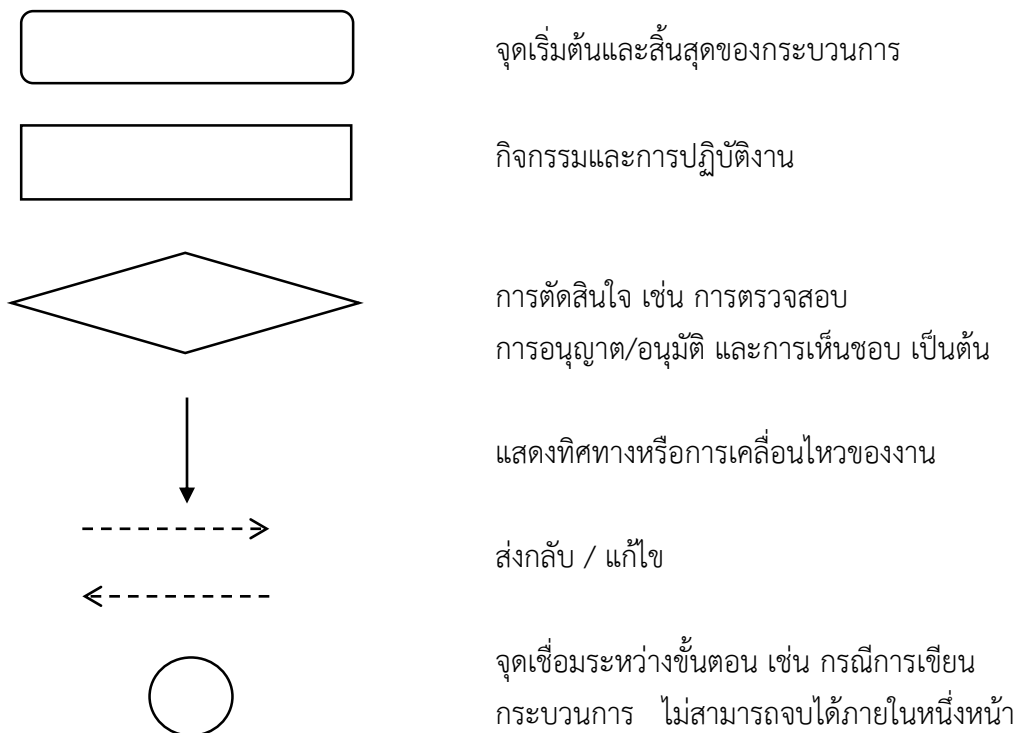 จุดเริ่มต้นและสิ้นสุดของกระบวนการ
กิจกรรมและการปฏิบัติงาน
การตัดสินใจ เช่น การตรวจสอบ
การอนุญาต/อนุมัติ และการเห็นชอบ เป็นต้น
แสดงทิศทางหรือการเคลื่อนไหวของงาน
ส่งกลับ / แก้ไข
จุดเชื่อมระหว่างขั้นตอน เช่น กรณีการเขียน
กระบวนการ ไม่สามารถจบได้ภายในหนึ่งหน้า